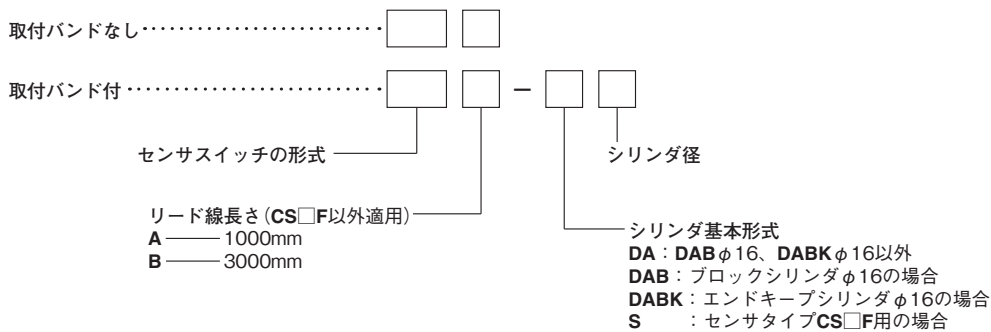 取付バンドなし
取付バンド付 －
センサスイッチの形式
シリンダ径
リード線長さ（CS□F以外適用）
A 1000mm
B 3000mm
シリンダ基本形式
DA：DABφ16、DABKφ16以外
DAB：ブロックシリンダφ16の場合
DABK：エンドキープシリンダφ16の場合
S ：センサタイプCS□F用の場合